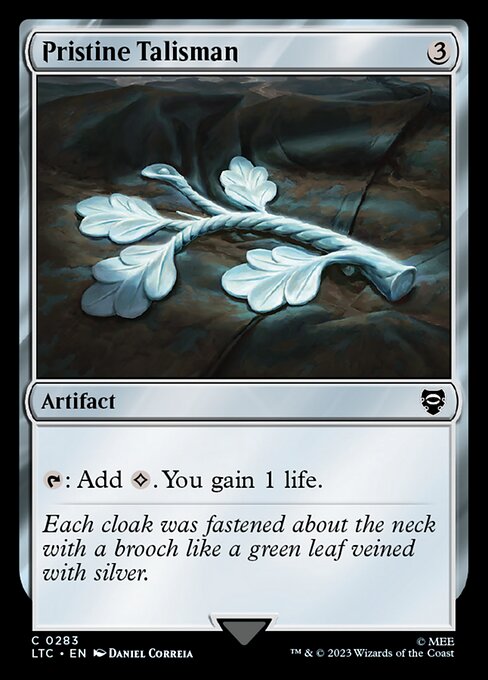 Pristine Talisman 3
Artifact
: Add . You gain 1 life.
Each cloak was fastened about the neck
with a brooch like a green leaf veined
with silver.
C 0283
LTC • EN Daniel Correia
© MEE
™ & © 2023 Wizards of the Coast